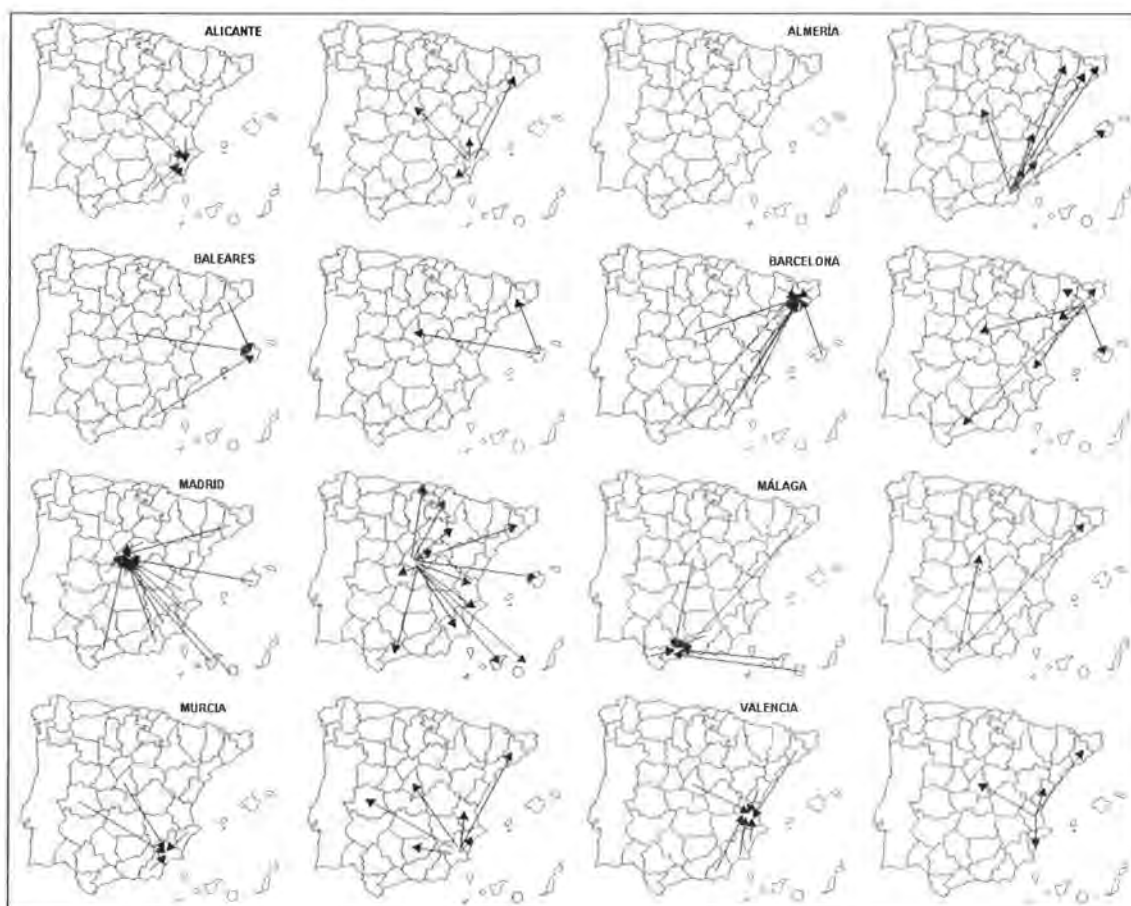 ALICANTE
ALMERÍA
BALEARES
BARCELONA
MADRID
MÁLAGA
MURCIA
VALENCIA